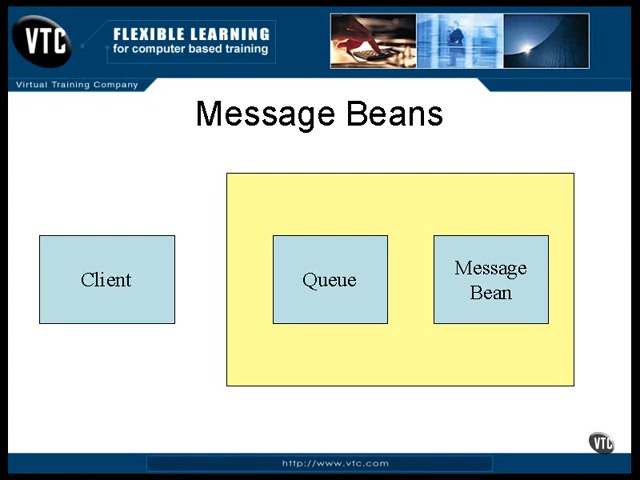 VTC
FLEXIBLE LEARNING
for computer based training
Virtual Training Company
Message Beans
Client
Queue
Message
Bean
VTC
http://www.vtc.com